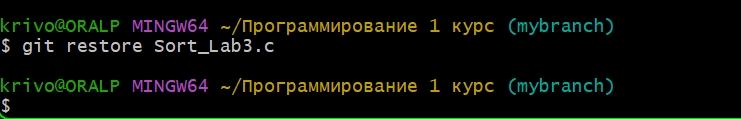 krivo@ORALP MINGW64 ~/Программирование 1 курс (mybranch)
$ git restore Sort_Lab3.c
krivo@ORALP MINGW64 ~/Программирование 1 курс (mybranch)
$